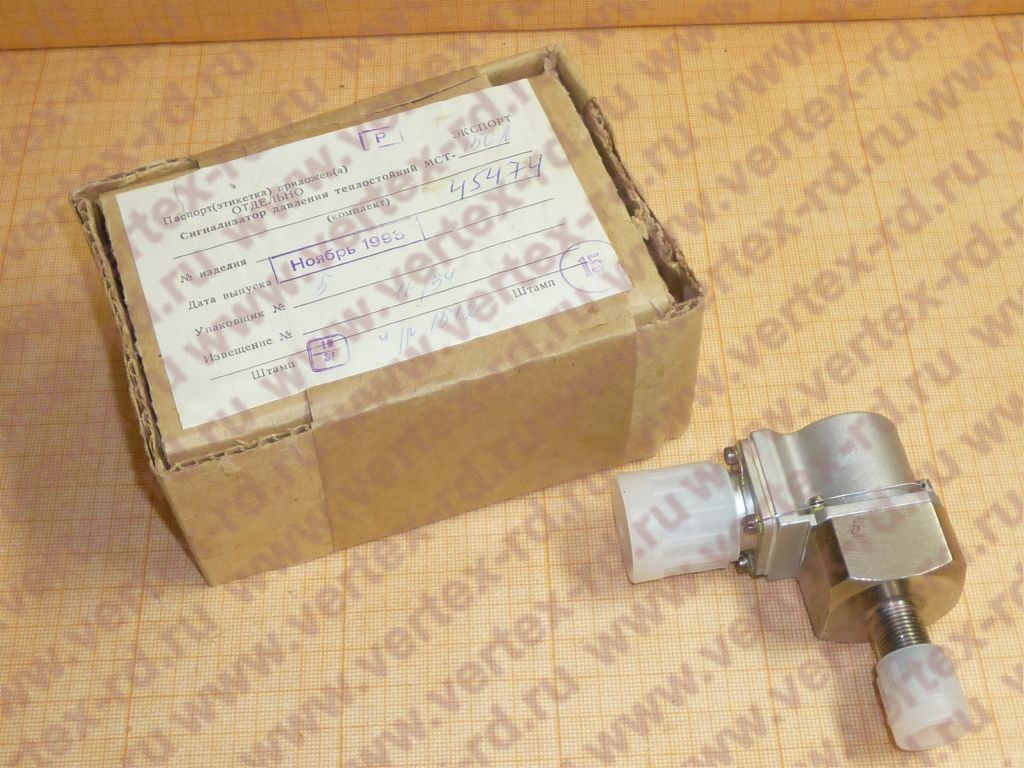 Р
ЭКСПОРТ
Паспорт(этикетка) приложен(а)
ОТДЕЛЬНО
Сигнализатор давления теплостойкий МСТ-
(комплект)
№ изделия 45474
Дата выпуска Ноябрь 1993
Упаковщик № 5
Извещение №
Штамп 15
Штамп
www.vertex-rd.ru